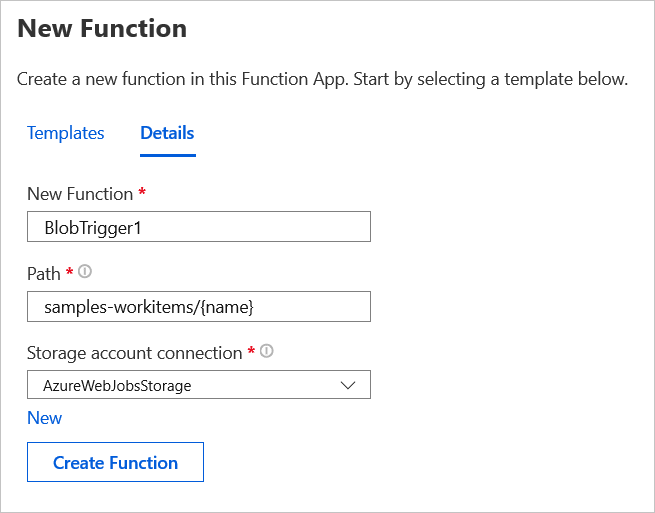 New Function
Create a new function in this Function App. Start by selecting a template below.
Templates Details
New Function *
BlobTrigger1
Path *
samples-workitems/{name}
Storage account connection *
AzureWebJobsStorage
New
Create Function